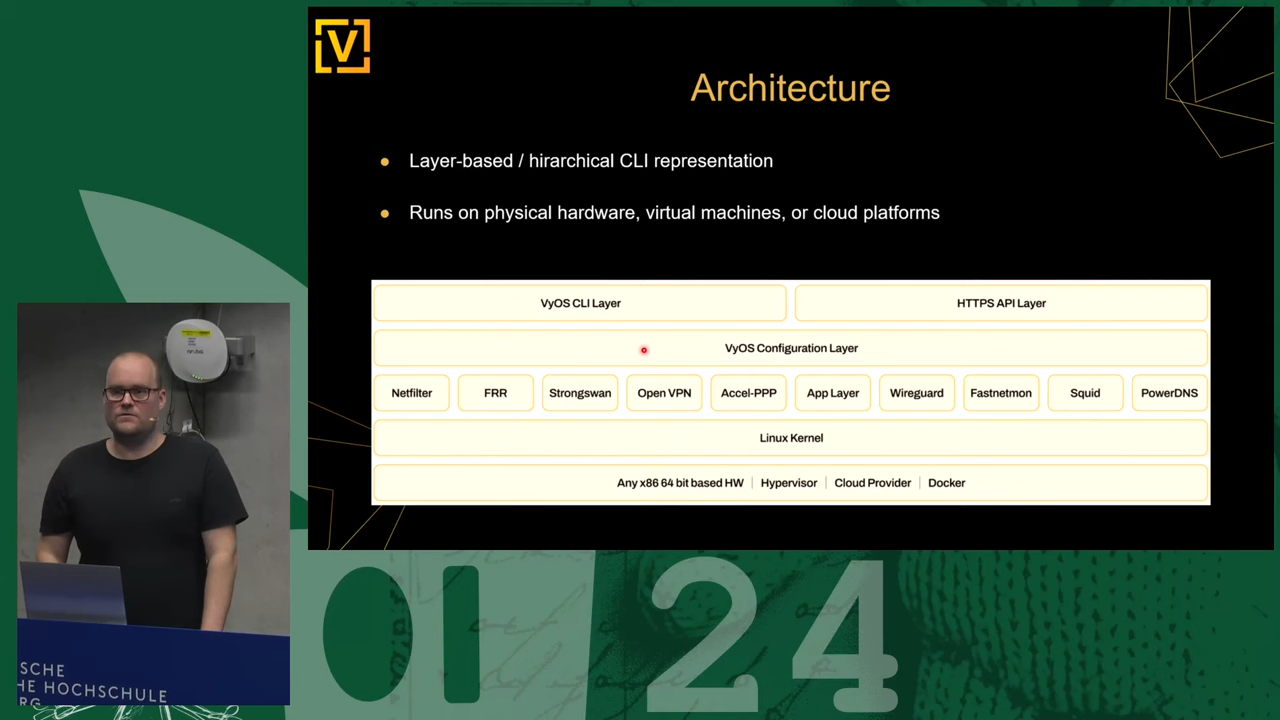 V
Architecture
Layer-based / hirarchical CLI representation
Runs on physical hardware, virtual machines, or cloud platforms
VyOS CLI Layer
HTTPS API Layer
VyOS Configuration Layer
Netfilter
FRR
Strongswan
Open VPN
Accel-PPP
App Layer
Wireguard
Fastnetmon
Squid
PowerDNS
Linux Kernel
Any x86 64 bit based HW | Hypervisor | Cloud Provider | Docker
aruba
SCHE
HE HOCHSCHULE
RG
24